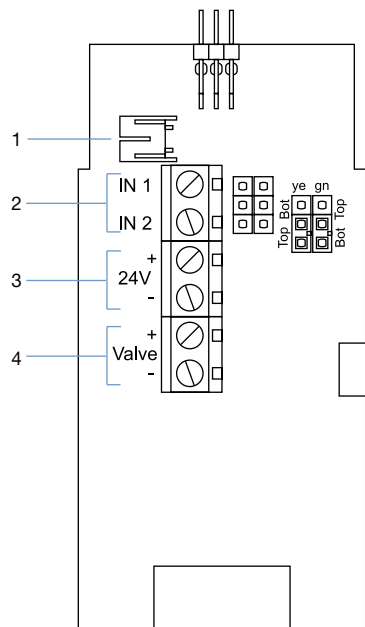 1
IN 1
2
IN 2
3
+
24V
-
4
+
Valve
-
ye gn
Bot Top
Top Bot